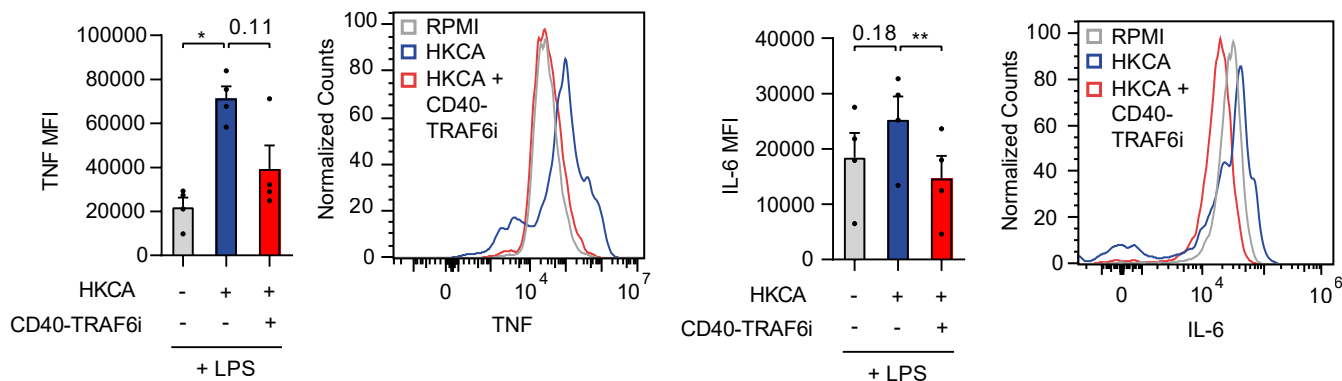 TNF MFI
100000
80000
60000
40000
20000
0
* 0.11
HKCA - + +
CD40-TRAF6i - - +
+ LPS
Normalized Counts
100
80
60
40
20
0
RPMI
HKCA
HKCA +
CD40-
TRAF6i
0 10^4 10^7
TNF
IL-6 MFI
40000
30000
20000
10000
0
0.18 **
HKCA - + +
CD40-TRAF6i - - +
+ LPS
Normalized Counts
100
80
60
40
20
0
RPMI
HKCA
HKCA +
CD40-
TRAF6i
0 10^4 10^6
IL-6